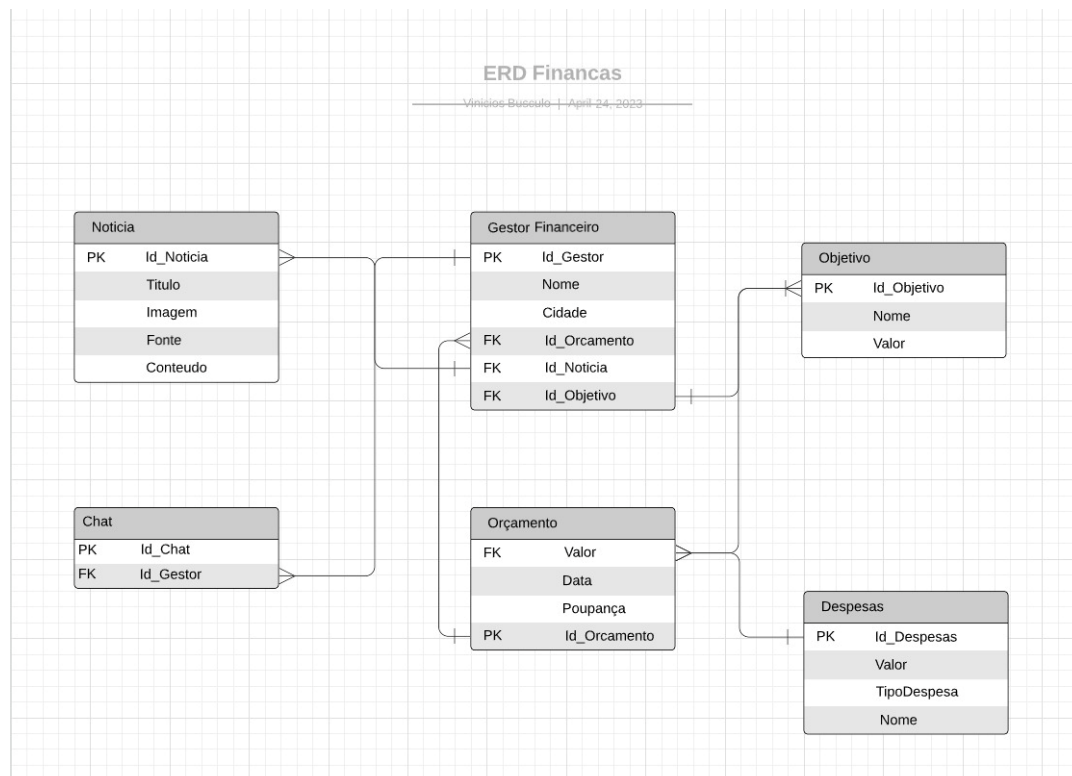 ERD Financas
Vinicios Busculo | April 24, 2023
Noticia
PK Id_Noticia
Titulo
Imagem
Fonte
Conteudo
Gestor Financeiro
PK Id_Gestor
Nome
Cidade
FK Id_Orcamento
FK Id_Noticia
FK Id_Objetivo
Objetivo
PK Id_Objetivo
Nome
Valor
Chat
PK Id_Chat
FK Id_Gestor
Orçamento
FK Valor
Data
Poupança
PK Id_Orcamento
Despesas
PK Id_Despesas
Valor
TipoDespesa
Nome